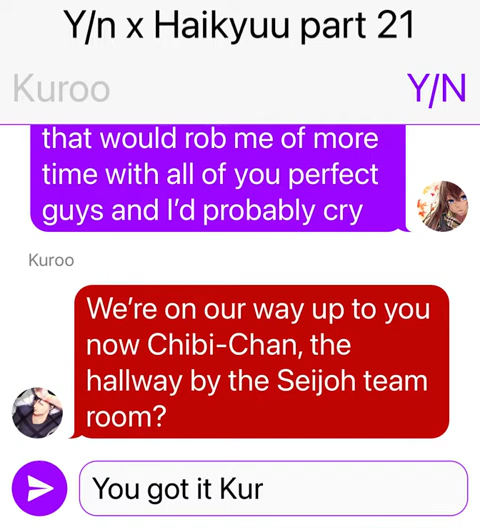 Y/n x Haikyuu part 21
Kuroo
Y/N
that would rob me of more
time with all of you perfect
guys and I’d probably cry
Kuroo
We’re on our way up to you
now Chibi-Chan, the
hallway by the Seijoh team
room?
You got it Kur